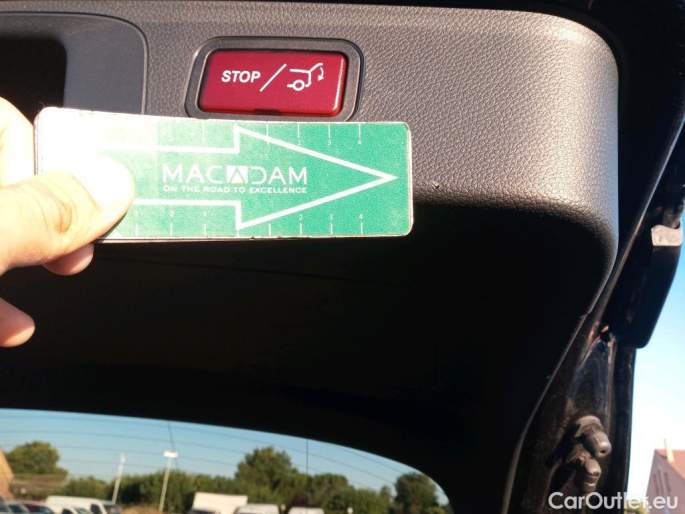 STOP
MACADAM
ON THE ROAD TO EXCELLENCE
CarOutlet.eu